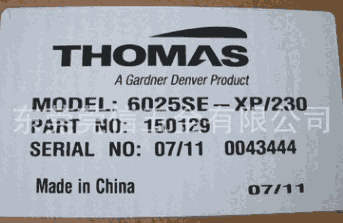 THOMAS
A Gardner Denver Product
MODEL: 6025SE-XP/230
PART NO: 150129
SERIAL NO: 07/11 0043444
Made in China 07/11